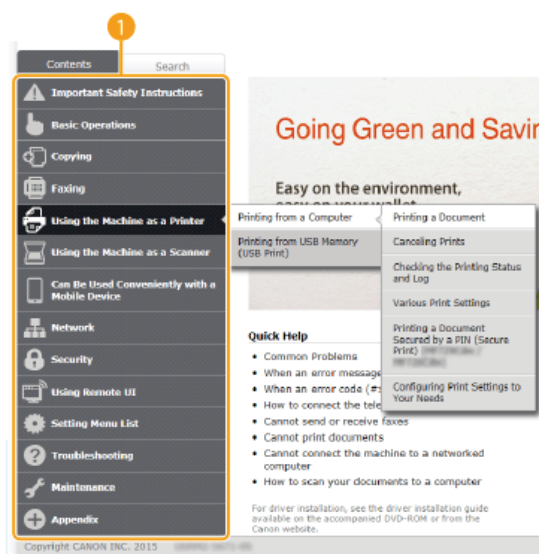 1
Contents
Search
Important Safety Instructions
Basic Operations
Copying
Faxing
Using the Machine as a Printer
Using the Machine as a Scanner
Can Be Used Conveniently with a
Mobile Device
Network
Security
Using Remote UI
Setting Menu List
Troubleshooting
Maintenance
Appendix
Going Green and Savin
Easy on the environment,
easy on your wallet
Printing from a Computer
Printing from USB Memory
(USB Print)
Printing a Document
Canceling Prints
Checking the Printing Status
and Log
Various Print Settings
Printing a Document
Secured by a PIN (Secure
Print)
Configuring Print Settings to
Your Needs
Quick Help
• Common Problems
• When an error message
• When an error code (#
• How to connect the tele
• Cannot send or receive faxes
• Cannot print documents
• Cannot connect the machine to a networked
computer
• How to scan your documents to a computer
For driver installation, see the driver installation guide
available on the accompanied DVD-ROM or from the
Canon website.
Copyright CANON INC. 2015